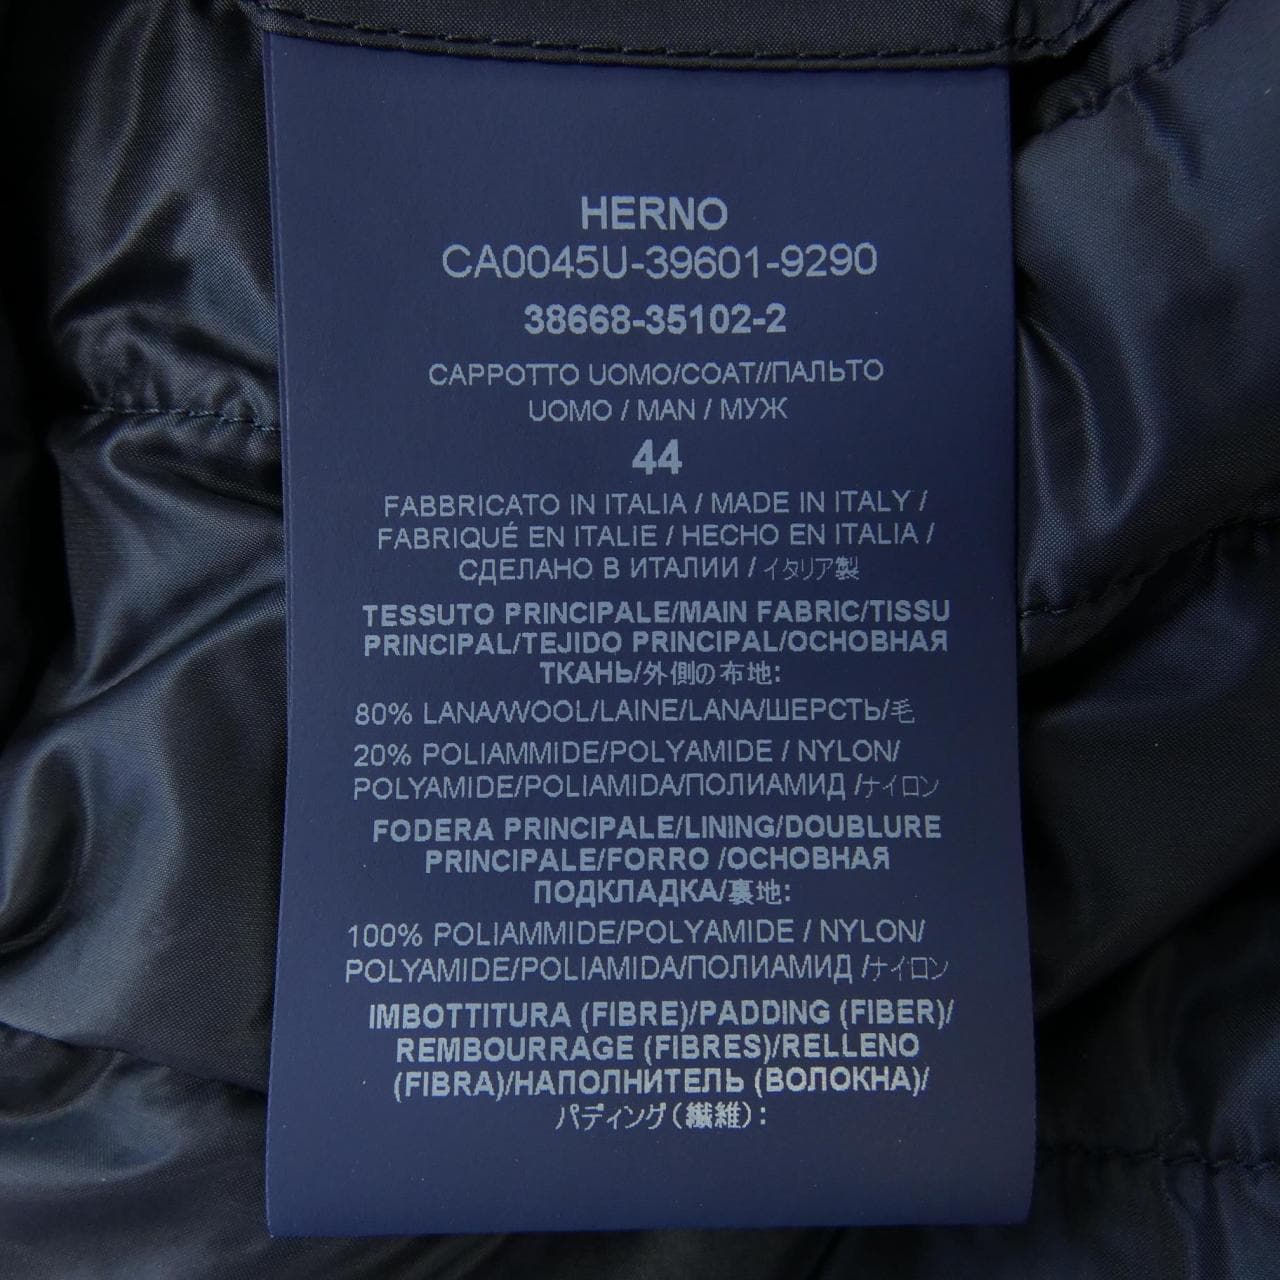 HERNO
CA0045U-39601-9290
38668-35102-2
CAPPOTTO UOMO/COAT//ПАЛЬТО
UOMO / MAN / МУЖ
44
FABBRICATO IN ITALIA / MADE IN ITALY /
FABRIQUÉ EN ITALIE / HECHO EN ITALIA /
СДЕЛАНО В ИТАЛИИ / イタリア製
TESSUTO PRINCIPALE/MAIN FABRIC/TISSU
PRINCIPAL/TEJIDO PRINCIPAL/ОСНОВНАЯ
ТКАНЬ/外側の布地:
80% LANA/WOOL/LAINE/LANA/ШЕРСТЬ/毛
20% POLIAMMIDE/POLYAMIDE / NYLON/
POLYAMIDE/POLIAMIDA/ПОЛИАМИД /ナイロン
FODERA PRINCIPALE/LINING/DOUBLURE
PRINCIPALE/FORRO /ОСНОВНАЯ
ПОДКЛАДКА/裏地:
100% POLIAMMIDE/POLYAMIDE / NYLON/
POLYAMIDE/POLIAMIDA/ПОЛИАМИД /ナイロン
IMBOTTITURA (FIBRE)/PADDING (FIBER)/
REMBOURRAGE (FIBRES)/RELLENO
(FIBRA)/НАПОЛНИТЕЛЬ (ВОЛОКНА)/
パディング(繊維):